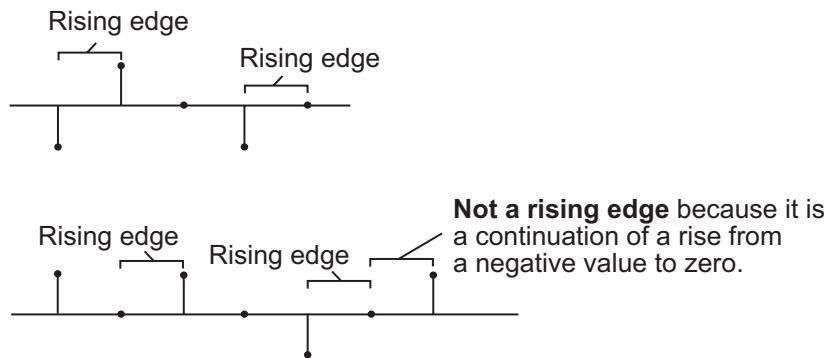 Rising edge
Rising edge
Not a rising edge because it is
a continuation of a rise from
a negative value to zero.
Rising edge
Rising edge